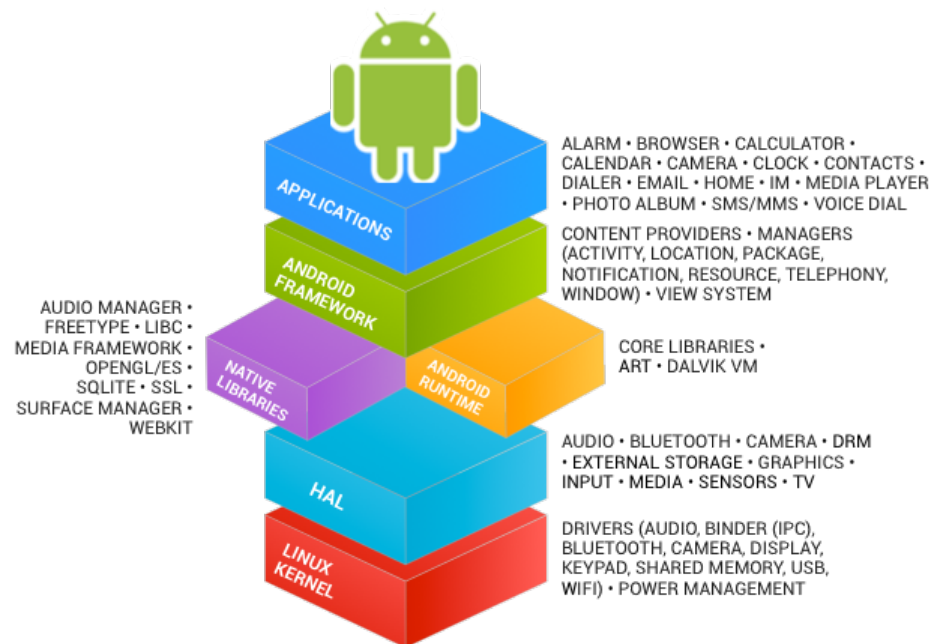 APPLICATIONS
ALARM • BROWSER • CALCULATOR •
CALENDAR • CAMERA • CLOCK • CONTACTS •
DIALER • EMAIL • HOME • IM • MEDIA PLAYER
• PHOTO ALBUM • SMS/MMS • VOICE DIAL
ANDROID
FRAMEWORK
CONTENT PROVIDERS • MANAGERS
(ACTIVITY, LOCATION, PACKAGE,
NOTIFICATION, RESOURCE, TELEPHONY,
WINDOW) • VIEW SYSTEM
AUDIO MANAGER •
FREETYPE • LIBC •
MEDIA FRAMEWORK •
OPENGL/ES •
SQLITE • SSL •
SURFACE MANAGER •
WEBKIT
NATIVE
LIBRARIES
ANDROID
RUNTIME
CORE LIBRARIES •
ART • DALVIK VM
HAL
AUDIO • BLUETOOTH • CAMERA • DRM
• EXTERNAL STORAGE • GRAPHICS •
INPUT • MEDIA • SENSORS • TV
LINUX
KERNEL
DRIVERS (AUDIO, BINDER (IPC),
BLUETOOTH, CAMERA, DISPLAY,
KEYPAD, SHARED MEMORY, USB,
WIFI) • POWER MANAGEMENT